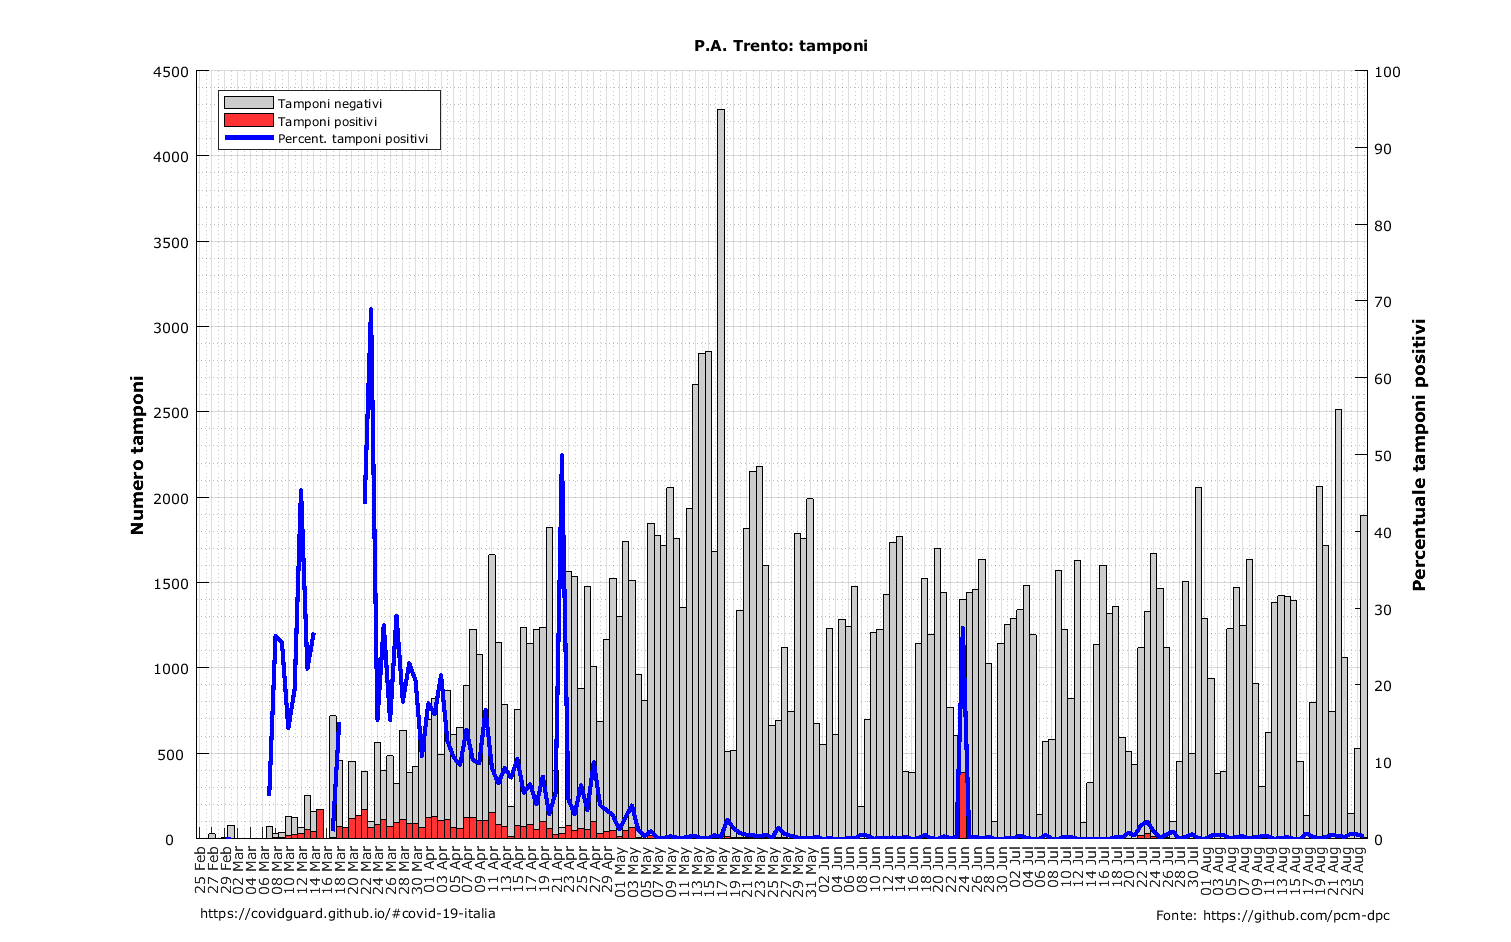 P.A. Trento: tamponi
4500
4000
3500
3000
2500
2000
1500
1000
500
0
Numero tamponi
Tamponi negativi
Tamponi positivi
Percent. tamponi positivi
100
90
80
70
60
50
40
30
20
10
0
Percentuale tamponi positivi
25 Feb
27 Feb
29 Feb
02 Mar
04 Mar
06 Mar
08 Mar
10 Mar
12 Mar
14 Mar
16 Mar
18 Mar
20 Mar
22 Mar
24 Mar
26 Mar
28 Mar
30 Mar
01 Apr
03 Apr
05 Apr
07 Apr
09 Apr
11 Apr
13 Apr
15 Apr
17 Apr
19 Apr
21 Apr
23 Apr
25 Apr
27 Apr
29 Apr
01 May
03 May
05 May
07 May
09 May
11 May
13 May
15 May
17 May
19 May
21 May
23 May
25 May
27 May
29 May
31 May
02 Jun
04 Jun
06 Jun
08 Jun
10 Jun
12 Jun
14 Jun
16 Jun
18 Jun
20 Jun
22 Jun
24 Jun
26 Jun
28 Jun
30 Jun
02 Jul
04 Jul
06 Jul
08 Jul
10 Jul
12 Jul
14 Jul
16 Jul
18 Jul
20 Jul
22 Jul
24 Jul
26 Jul
28 Jul
30 Jul
01 Aug
03 Aug
05 Aug
07 Aug
09 Aug
11 Aug
13 Aug
15 Aug
17 Aug
19 Aug
21 Aug
23 Aug
25 Aug
https://covidguard.github.io/#covid-19-italia
Fonte: https://github.com/pcm-dpc